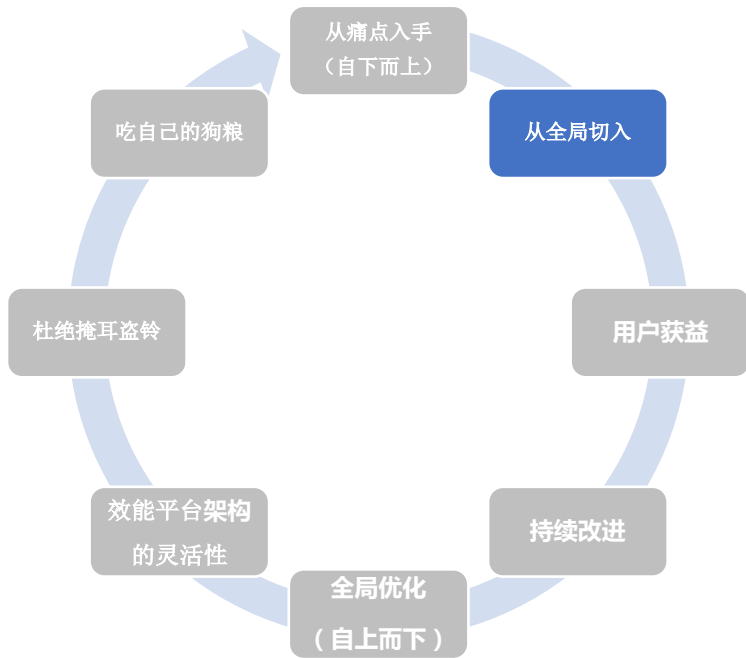 从痛点入手
（自下而上）
从全局切入
用户获益
持续改进
全局优化
（自上而下）
效能平台架构
的灵活性
杜绝掩耳盗铃
吃自己的狗粮